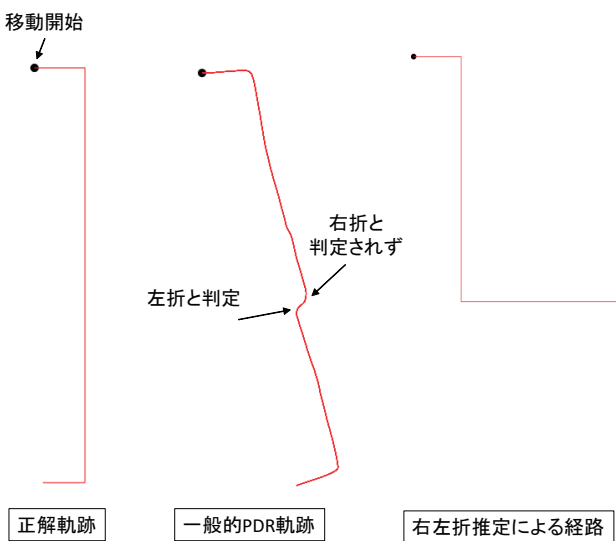 移動開始
右折と
判定されず
左折と判定
正解軌跡
一般的PDR軌跡
右左折推定による経路